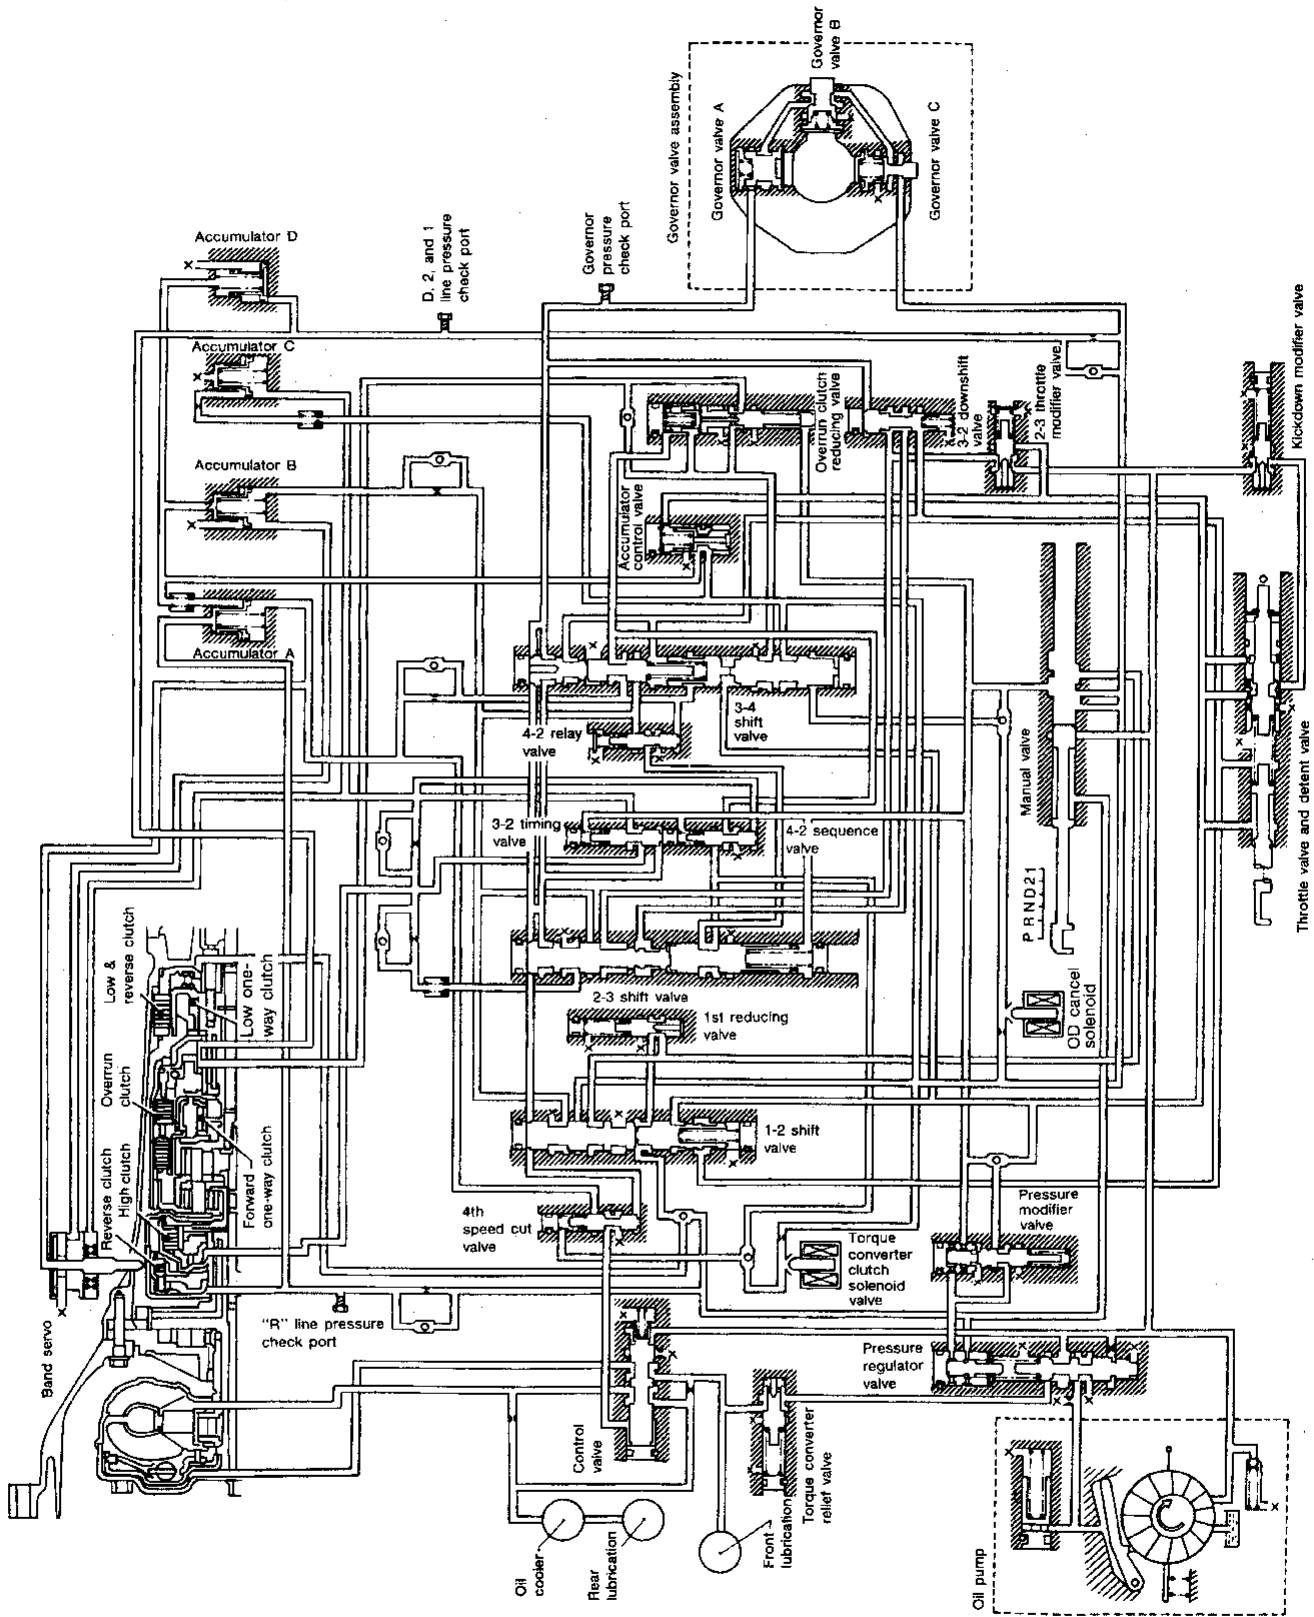 Governor
valve B
Governor valve assembly
Governor valve A
Governor valve C
Accumulator D
D, 2, and 1
line pressure
check port
Governor
pressure
check port
Accumulator C
Accumulator B
Accumulator A
Overrun clutch
reducing valve
3-2 downshift
valve
2-3 throttle
modifier valve
Kickdown modifier valve
Accumulator
control valve
4-2 relay
valve
3-4
shift
valve
Manual valve
P R N D 2 1
Throttle valve and detent valve
3-2 timing
valve
4-2 sequence
valve
Low &
reverse clutch
Low one-
way clutch
Overrun
clutch
Forward
one-way clutch
Reverse clutch
High clutch
2-3 shift valve
1st reducing
valve
OD cancel
solenoid
1-2 shift
valve
4th
speed cut
valve
Torque
converter
clutch
solenoid
valve
Pressure
modifier
valve
Band servo
"R" line pressure
check port
Pressure
regulator
valve
Control
valve
Torque converter
relief valve
Oil
cooler
Rear
lubrication
Front
lubrication
Oil pump